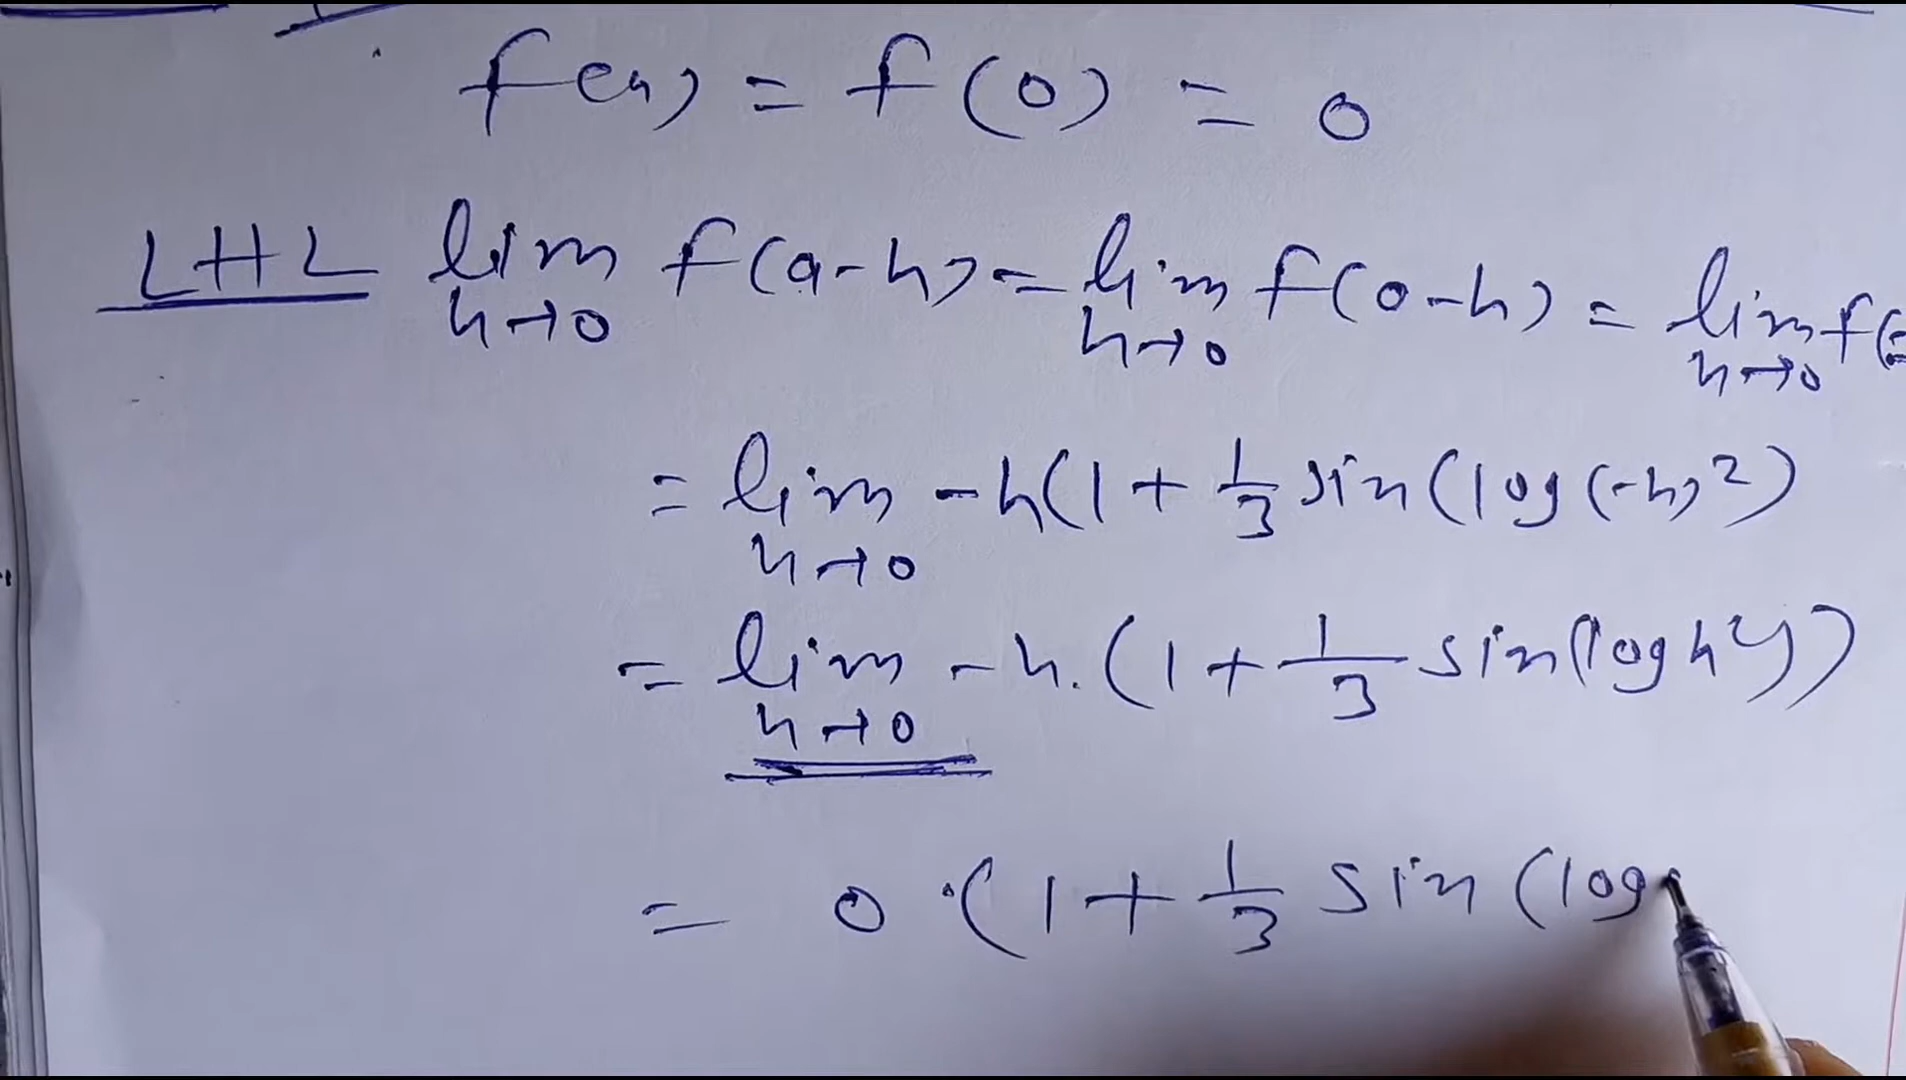 f(a) = f(0) = 0
LHL lim f(a-h) = lim f(0-h) = lim f(-
h→0 h→0 h→0
= lim -h(1 + 1/3 sin(log(-h)²)
h→0
= lim -h.(1 + 1/3 sin(log h²))
h→0
= 0 ·(1 + 1/3 sin(log